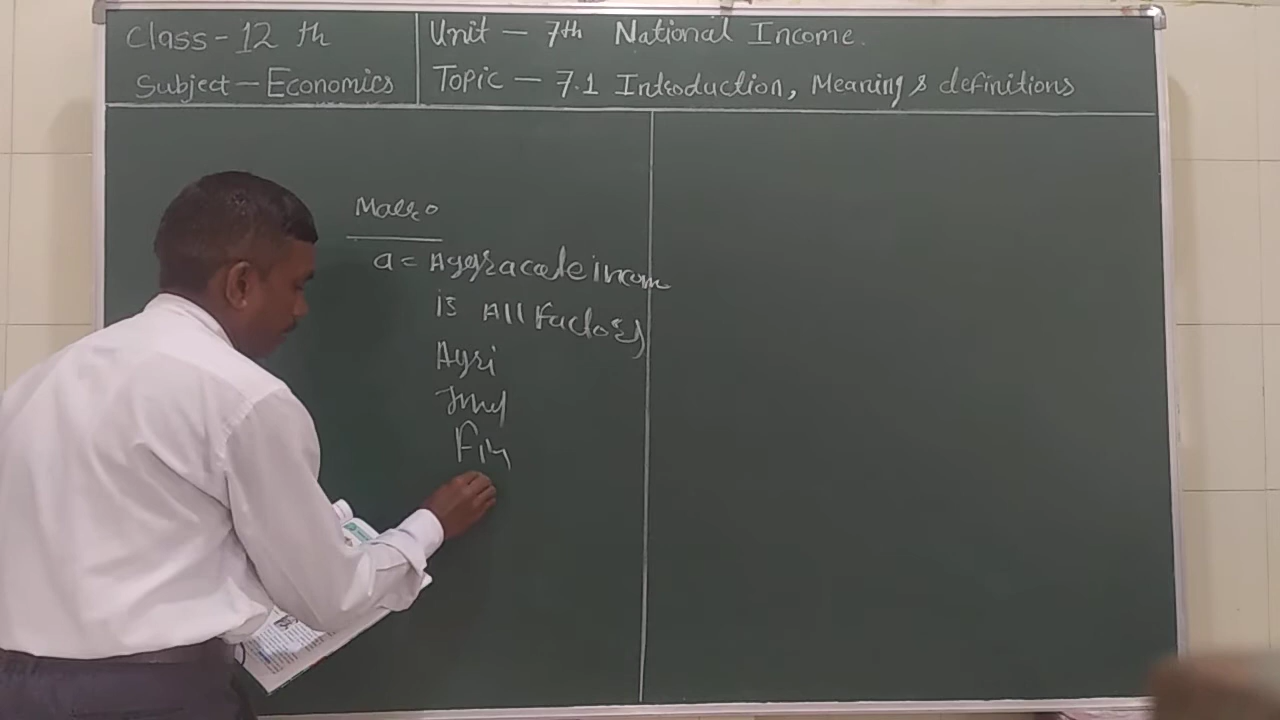 Class - 12 th
Subject - Economics
Unit - 7th National Income.
Topic - 7.1 Introduction, Meaning & definitions
Macro
a = Aggracate incom
is All Factors
Agri
Ind
Fin